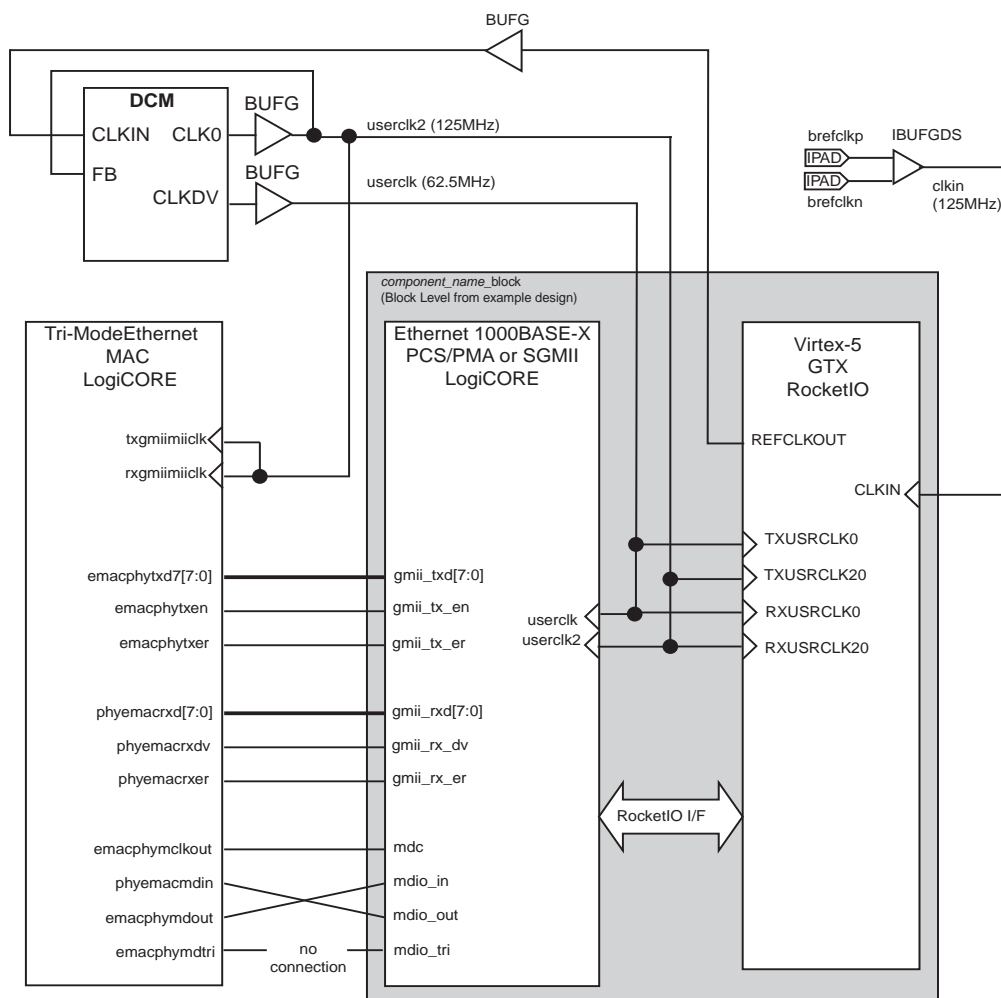 BUFG
DCM
CLKIN
CLK0
FB
CLKDV
BUFG
userclk2 (125MHz)
BUFG
userclk (62.5MHz)
brefclkp
IPAD
IPAD
brefclkn
IBUFGDS
clkin
(125MHz)
component_name_block
(Block Level from example design)
Tri-ModeEthernet
MAC
LogiCORE
txgmiimiiclk
rxgmiimiiclk
emacphytxd7[7:0]
emacphytxen
emacphytxer
phyemacrxd[7:0]
phyemacrxdv
phyemacrxer
emacphymclkout
phyemacmdin
emacphymdout
emacphymdtri
no
connection
Ethernet 1000BASE-X
PCS/PMA or SGMII
LogiCORE
gmii_txd[7:0]
gmii_tx_en
gmii_tx_er
gmii_rxd[7:0]
gmii_rx_dv
gmii_rx_er
mdc
mdio_in
mdio_out
mdio_tri
userclk
userclk2
RocketIO I/F
Virtex-5
GTX
RocketIO
REFCLKOUT
CLKIN
TXUSRCLK0
TXUSRCLK20
RXUSRCLK0
RXUSRCLK20